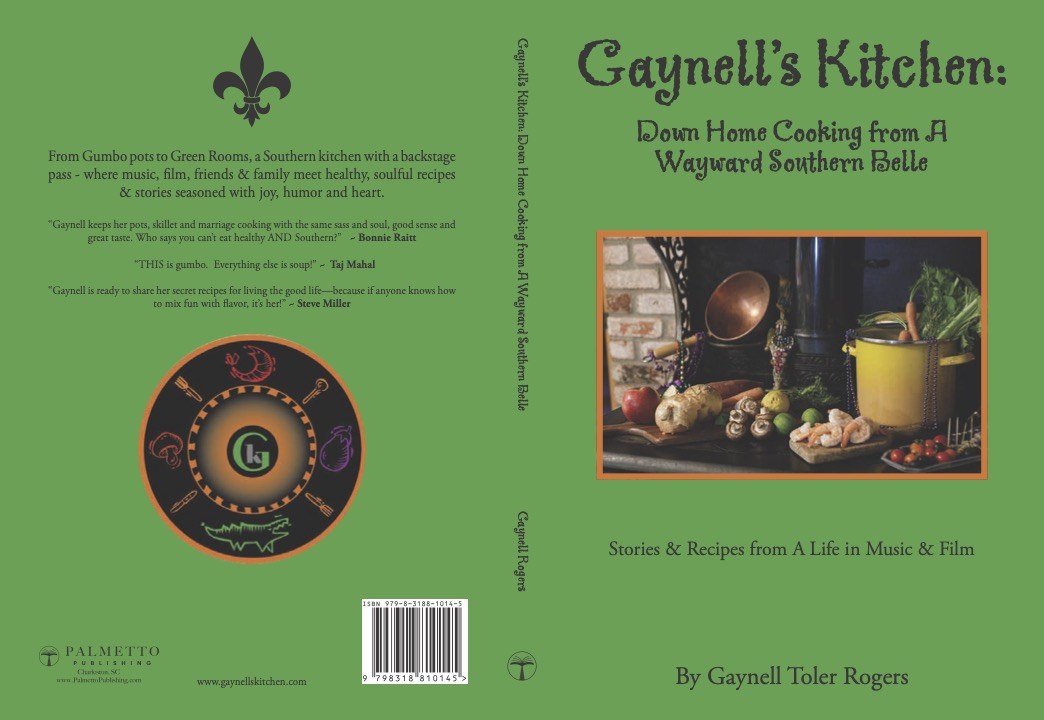 From Gumbo pots to Green Rooms, a Southern kitchen with a backstage
pass - where music, film, friends & family meet healthy, soulful recipes
& stories seasoned with joy, humor and heart.
"Gaynell keeps her pots, skillet and marriage cooking with the same sass and soul, good sense and
great taste. Who says you can't eat healthy AND Southern?" ~ Bonnie Raitt
"THIS is gumbo. Everything else is soup!" ~ Taj Mahal
"Gaynell is ready to share her secret recipes for living the good life—because if anyone knows how
to mix fun with flavor, it's her!" ~ Steve Miller
GK
ISBN 979-8-3188-1014-5
9 798318 810145 >
PALMETTO
PUBLISHING
Charleston, SC
www.PalmettoPublishing.com
www.gaynellskitchen.com
Gaynell's Kitchen: Down Home Cooking from A Wayward Southern Belle
Gaynell Rogers
Gaynell's Kitchen:
Down Home Cooking from A
Wayward Southern Belle
Stories & Recipes from A Life in Music & Film
By Gaynell Toler Rogers